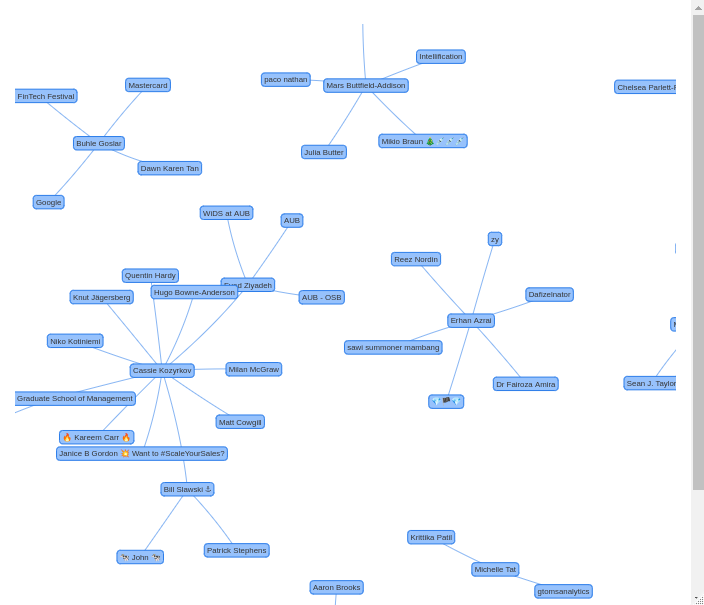 Intellification
paco nathan
Mars Buttfield-Addison
Mastercard
Chelsea Parlett-
FinTech Festival
Buhle Goslar
Mikio Braun
Julia Butter
Dawn Karen Tan
Google
WIDS at AUB
AUB
zy
Reez Nordin
Quentin Hardy
Ziyadeh
Hugo Bowne-Anderson
Knut Jägersberg
AUB - OSB
Dafizelnator
Erhan Azrai
Niko Kotiniemi
sawi summoner mambang
Cassie Kozyrkov
Milan McGraw
Dr Fairoza Amira
Sean J. Taylor
Graduate School of Management
Matt Cowgill
🔥 Kareem Carr 🔥
Janice B Gordon 💥 Want to #ScaleYourSales?
Bill Slawski ⚓
Patrick Stephens
John
Krittika Patil
Michelle Tat
Aaron Brooks
gtomsanalytics